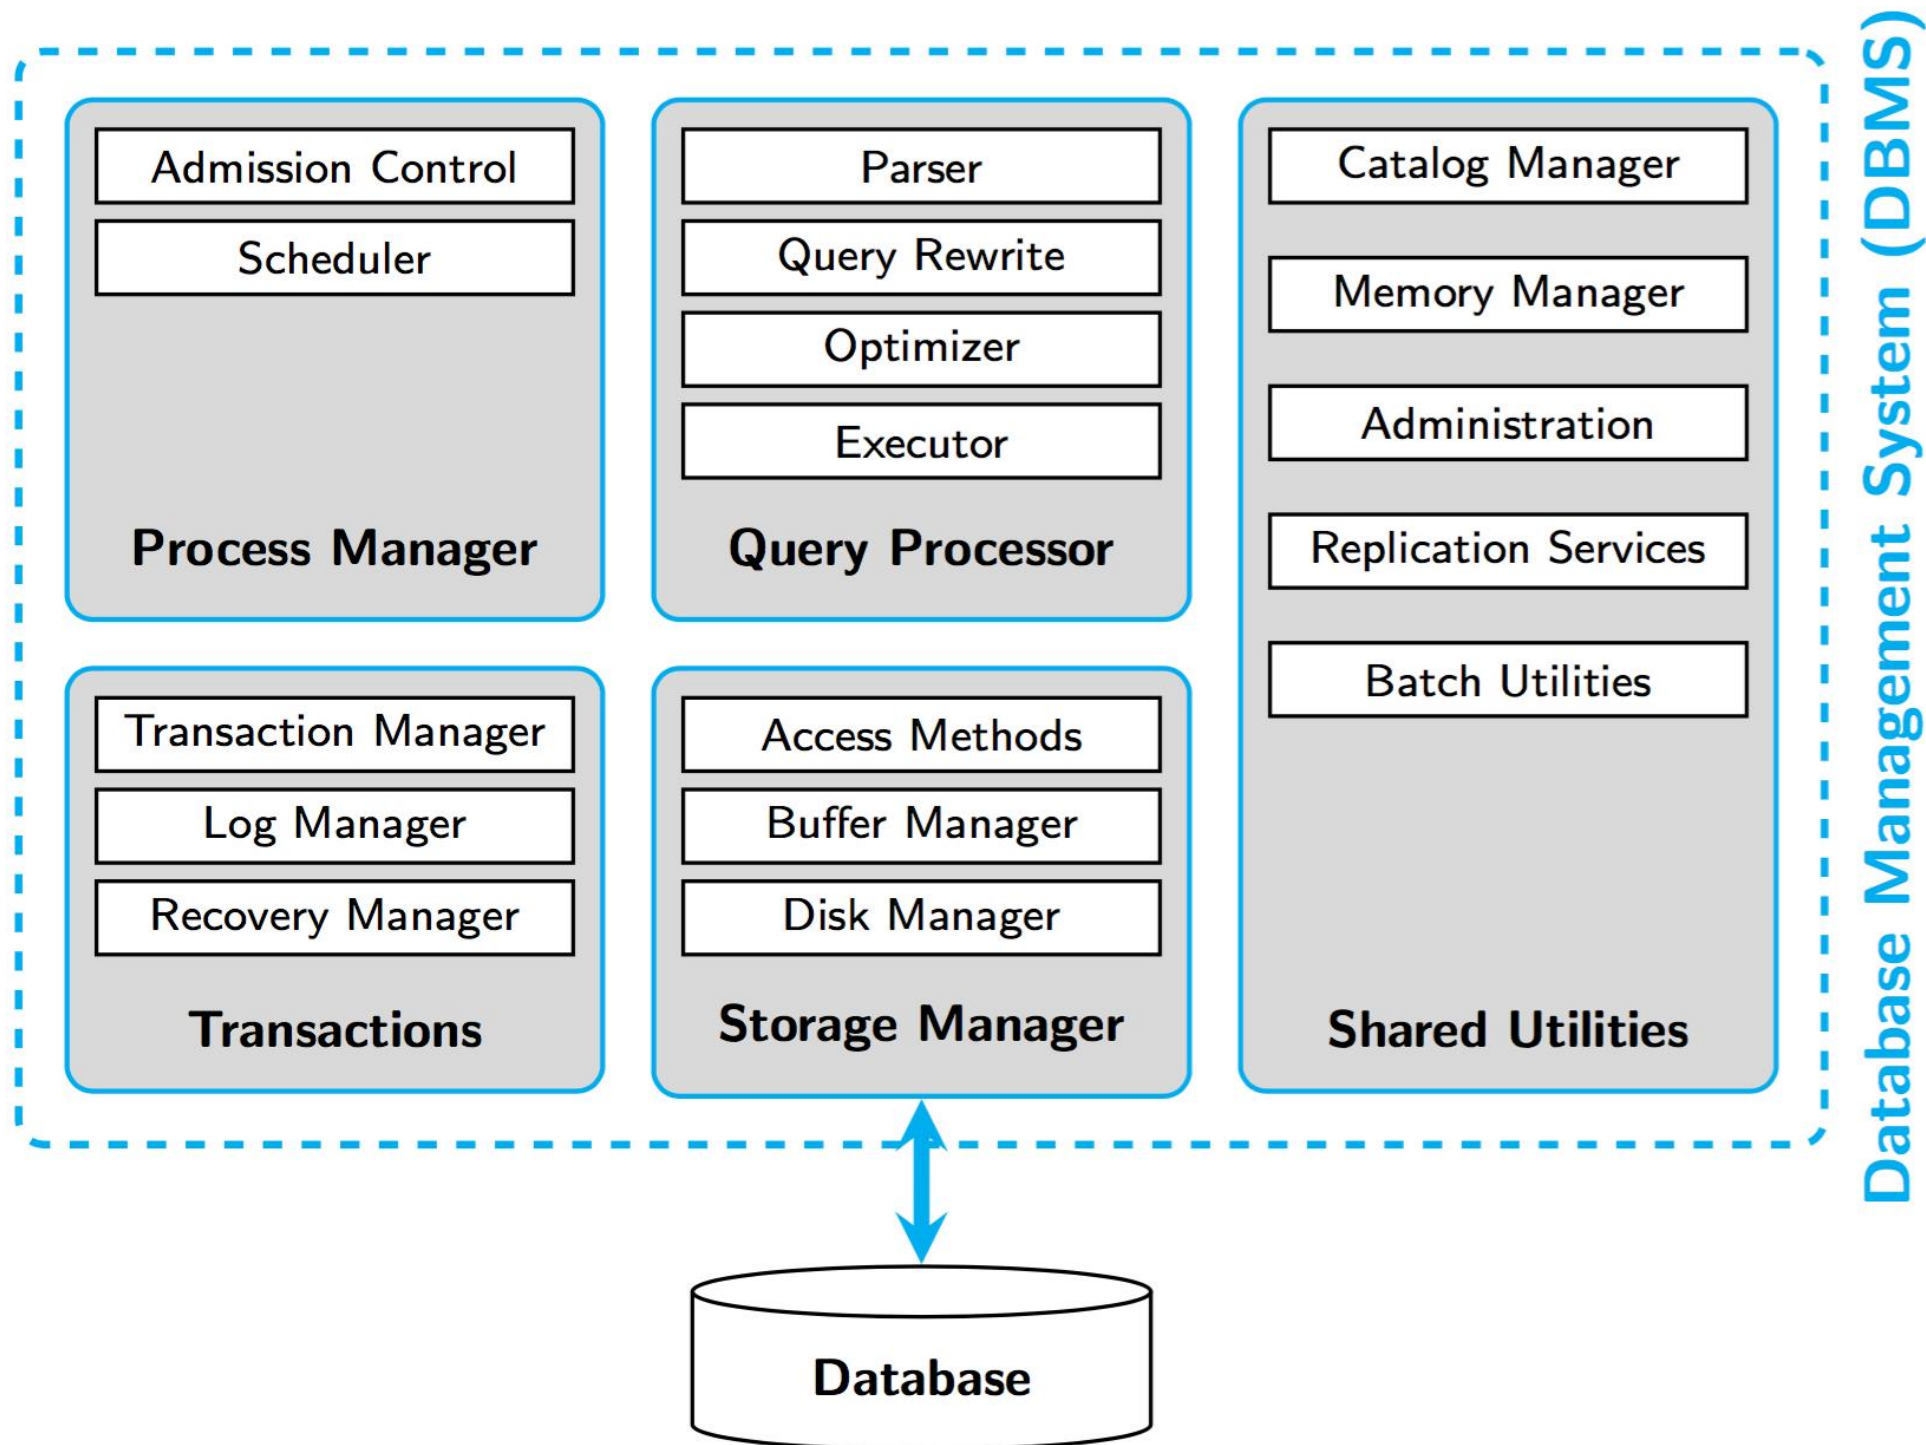 Admission Control
Scheduler
Process Manager
Parser
Query Rewrite
Optimizer
Executor
Query Processor
Catalog Manager
Memory Manager
Administration
Replication Services
Batch Utilities
Shared Utilities
Transaction Manager
Log Manager
Recovery Manager
Transactions
Access Methods
Buffer Manager
Disk Manager
Storage Manager
Database Management System (DBMS)
Database